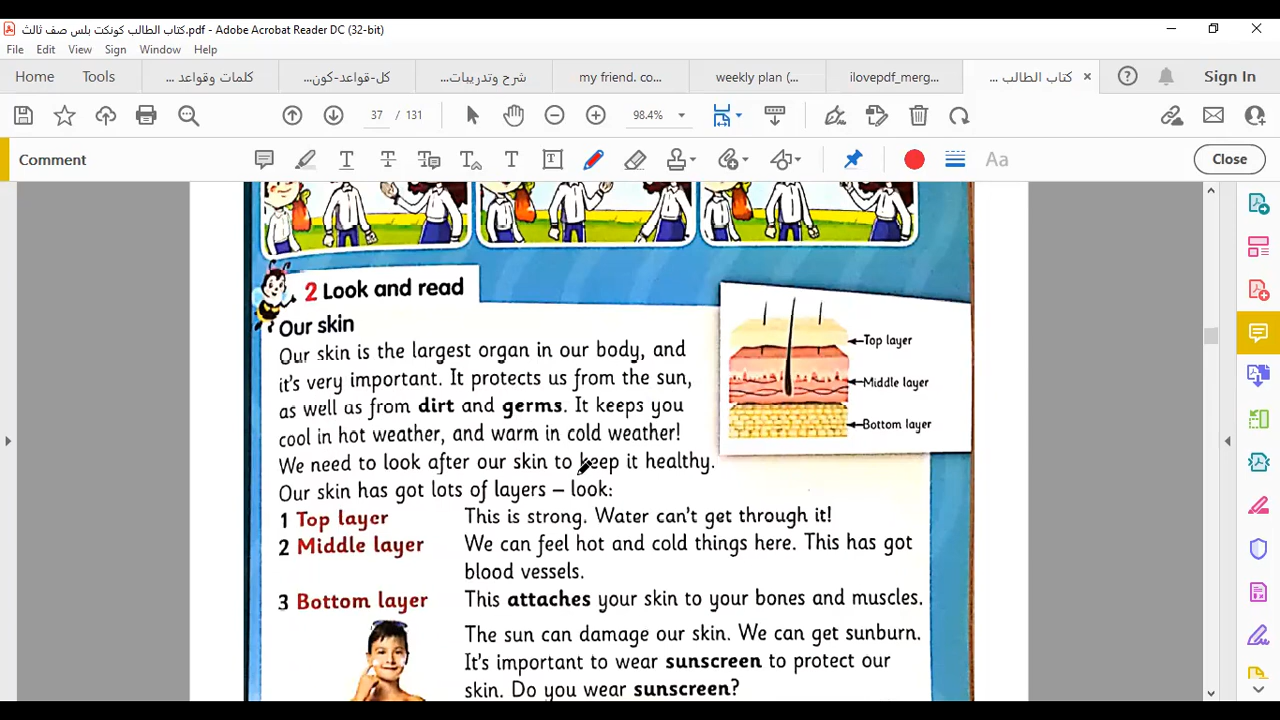 كتاب الطالب كونكت بلس صف ثالث.pdf - Adobe Acrobat Reader DC (32-bit)
File Edit View Sign Window Help
Home Tools كلمات وقواعد ... كل-قواعد-كون... شرح وتدريبات... my friend. co... weekly plan (... ilovepdf_merg... كتاب الطالب ... Sign In
37 / 131 98.4%
Comment Aa Close
2 Look and read
Our skin
Our skin is the largest organ in our body, and
it's very important. It protects us from the sun,
as well as from dirt and germs. It keeps you
cool in hot weather, and warm in cold weather!
We need to look after our skin to keep it healthy.
Our skin has got lots of layers – look:
Top layer
Middle layer
Bottom layer
1 Top layer This is strong. Water can't get through it!
2 Middle layer We can feel hot and cold things here. This has got
blood vessels.
3 Bottom layer This attaches your skin to your bones and muscles.
The sun can damage our skin. We can get sunburn.
It's important to wear sunscreen to protect our
skin. Do you wear sunscreen?